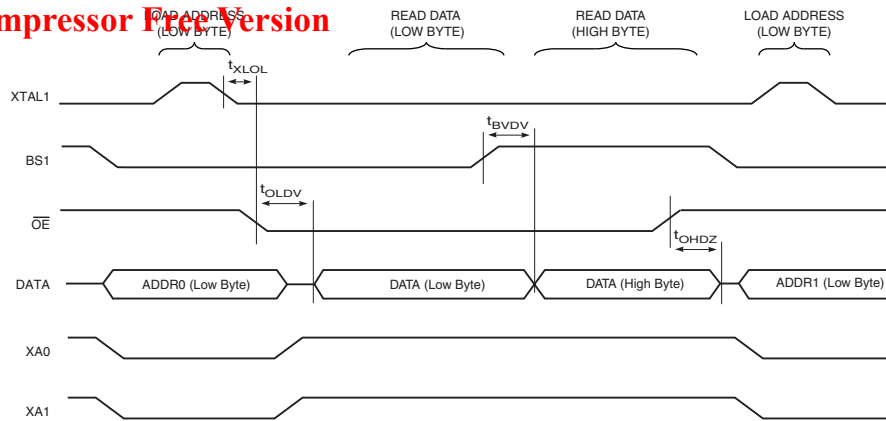 mpressor Free Version
LOAD ADDRESS
(LOW BYTE)
READ DATA
(LOW BYTE)
READ DATA
(HIGH BYTE)
LOAD ADDRESS
(LOW BYTE)
tXLOL
XTAL1
tBVDV
BS1
tOLDV
OE
tOHDZ
DATA
ADDR0 (Low Byte)
DATA (Low Byte)
DATA (High Byte)
ADDR1 (Low Byte)
XA0
XA1